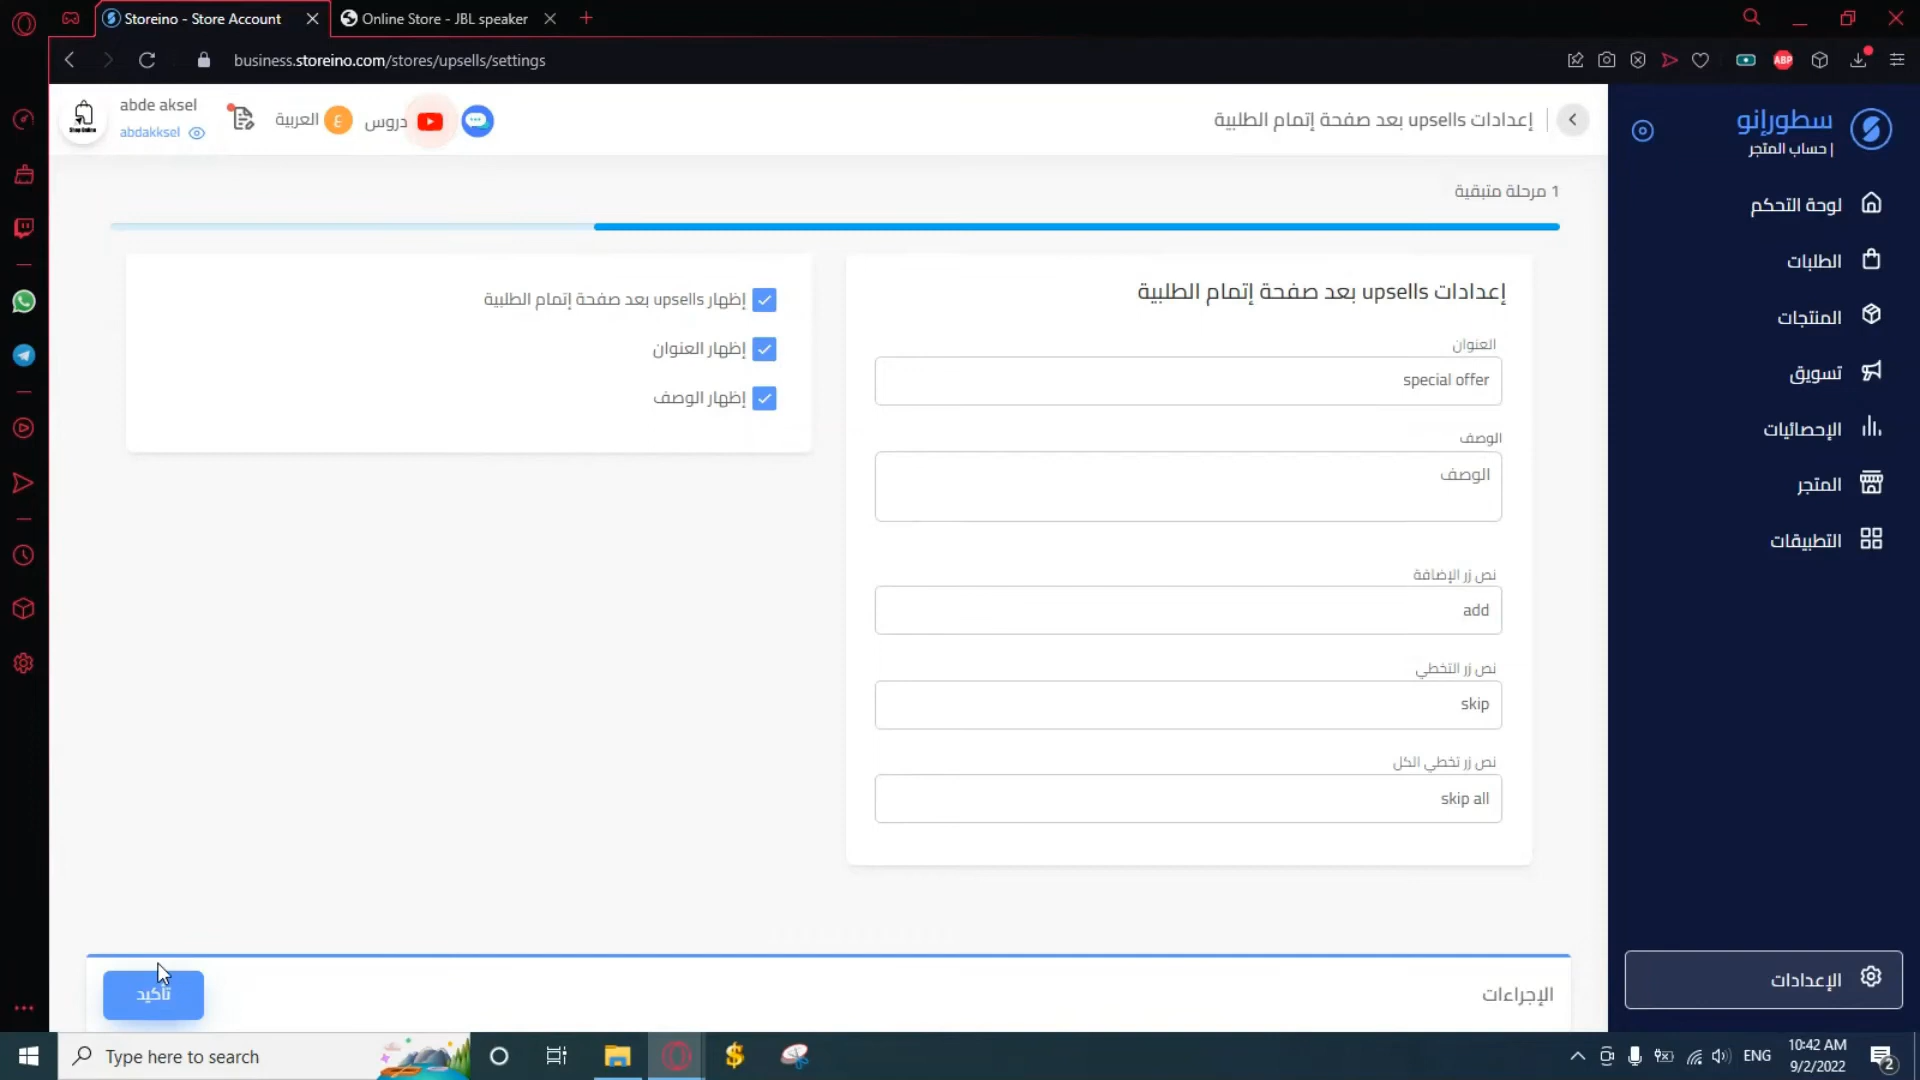 Storeino - Store Account
Online Store - JBL speaker
business.storeino.com/stores/upsells/settings
ABP
abde aksel
abdakksel
العربية
ع
دروس
إعدادات upsells بعد صفحة إتمام الطلبية
سطورإنو
| حساب المتجر
لوحة التحكم
الطلبات
المنتجات
تسويق
الإحصائيات
المتجر
التطبيقات
الإعدادات
1 مرحلة متبقية
إعدادات upsells بعد صفحة إتمام الطلبية
العنوان
special offer
الوصف
الوصف
نص زر الإضافة
add
نص زر التخطي
skip
نص زر تخطي الكل
skip all
إظهار upsells بعد صفحة إتمام الطلبية
إظهار العنوان
إظهار الوصف
الإجراءات
تأكيد
Type here to search
ENG
10:42 AM
9/2/2022
2